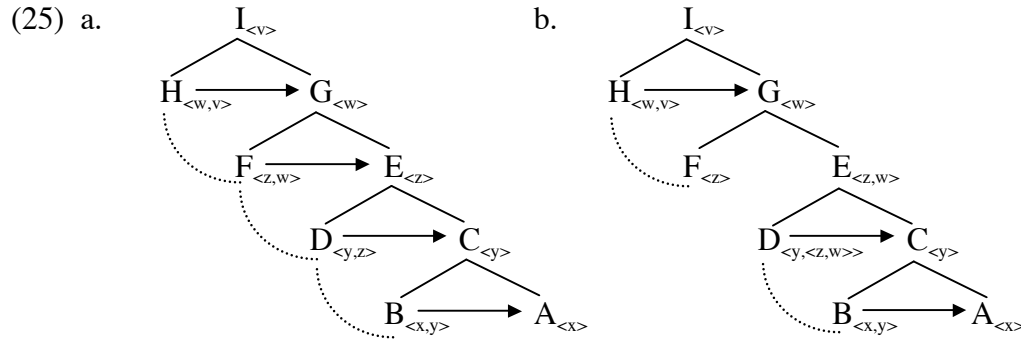 (25) a. I<v> b. I<v>
H<w,v> G<w> H<w,v> G<w>
F<z,w> E<z> F<z> E<z,w>
D<y,z> C<y> D<y,<z,w>> C<y>
B<x,y> A<x> B<x,y> A<x>